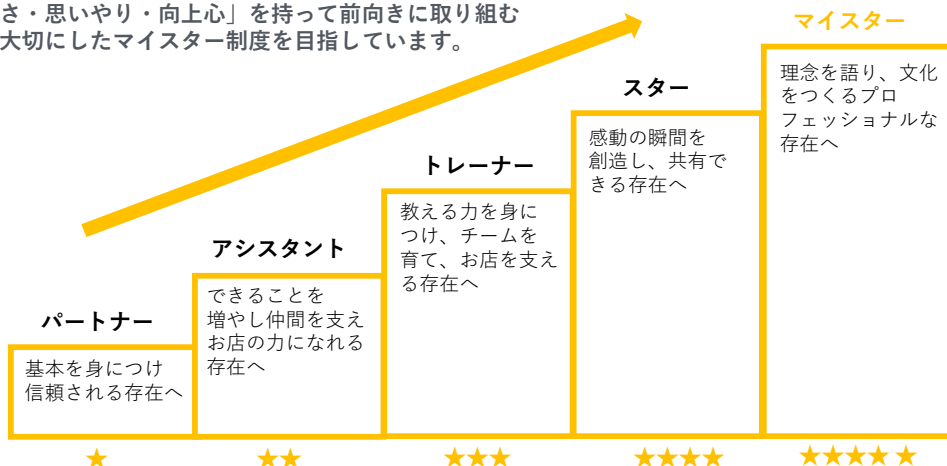 さ・思いやり・向上心」を持って前向きに取り組む
大切にしたマイスター制度を目指しています。
マイスター
理念を語り、文化
をつくるプロ
フェッショナルな
存在へ
スター
感動の瞬間を
創造し、共有で
きる存在へ
トレーナー
教える力を身に
つけ、チームを
育て、お店を支え
る存在へ
アシスタント
できることを
増やし仲間を支え
お店の力になれる
存在へ
パートナー
基本を身につけ
信頼される存在へ
★
★★
★★★
★★★★
★★★★★